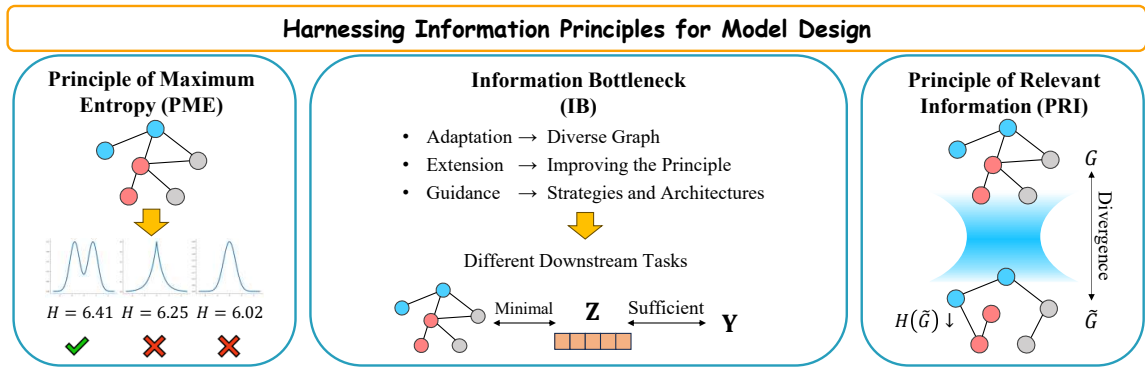 Harnessing Information Principles for Model Design
Principle of Maximum
Entropy (PME)
H = 6.41
H = 6.25
H = 6.02
Information Bottleneck
(IB)
• Adaptation → Diverse Graph
• Extension → Improving the Principle
• Guidance → Strategies and Architectures
Different Downstream Tasks
Minimal
Z
Sufficient
Y
Principle of Relevant
Information (PRI)
G
Divergence
H(G̃) ↓
G̃